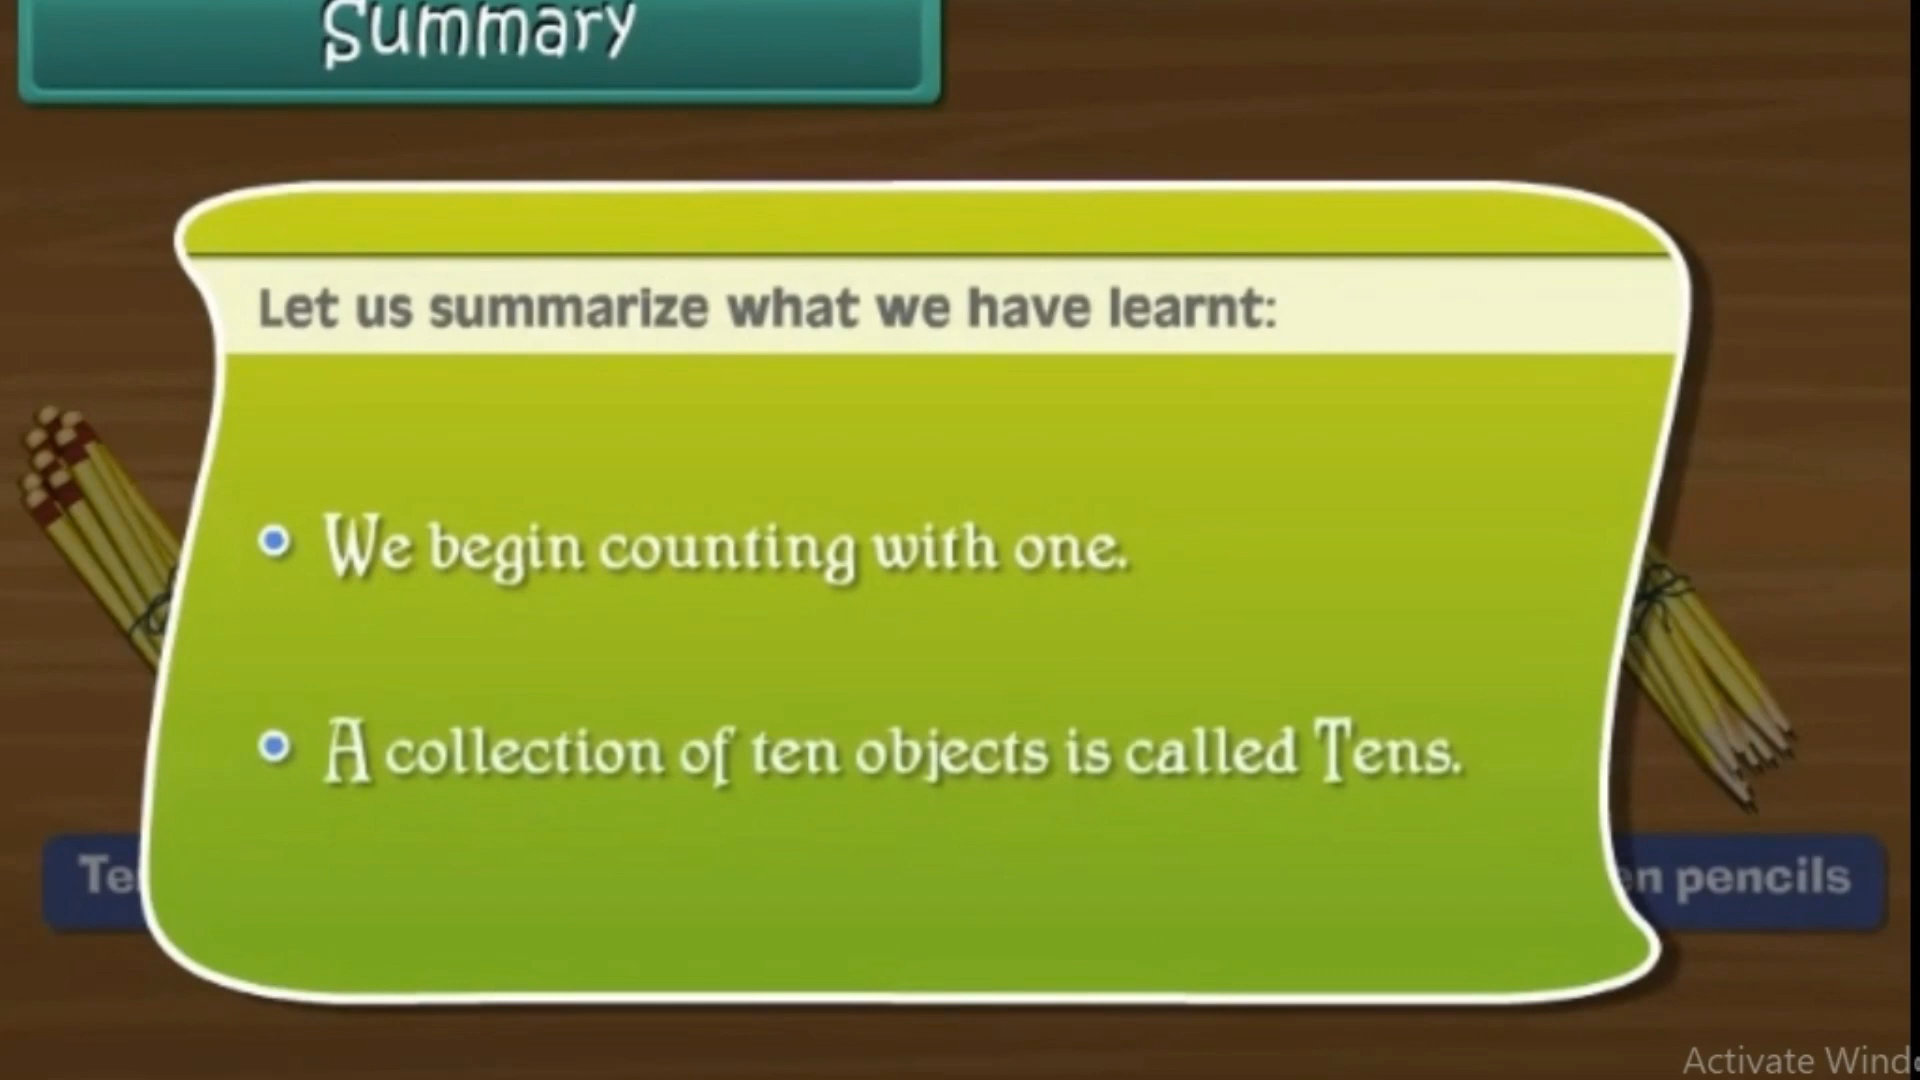 Summary
Let us summarize what we have learnt:
We begin counting with one.
A collection of ten objects is called Tens.
pencils
Activate